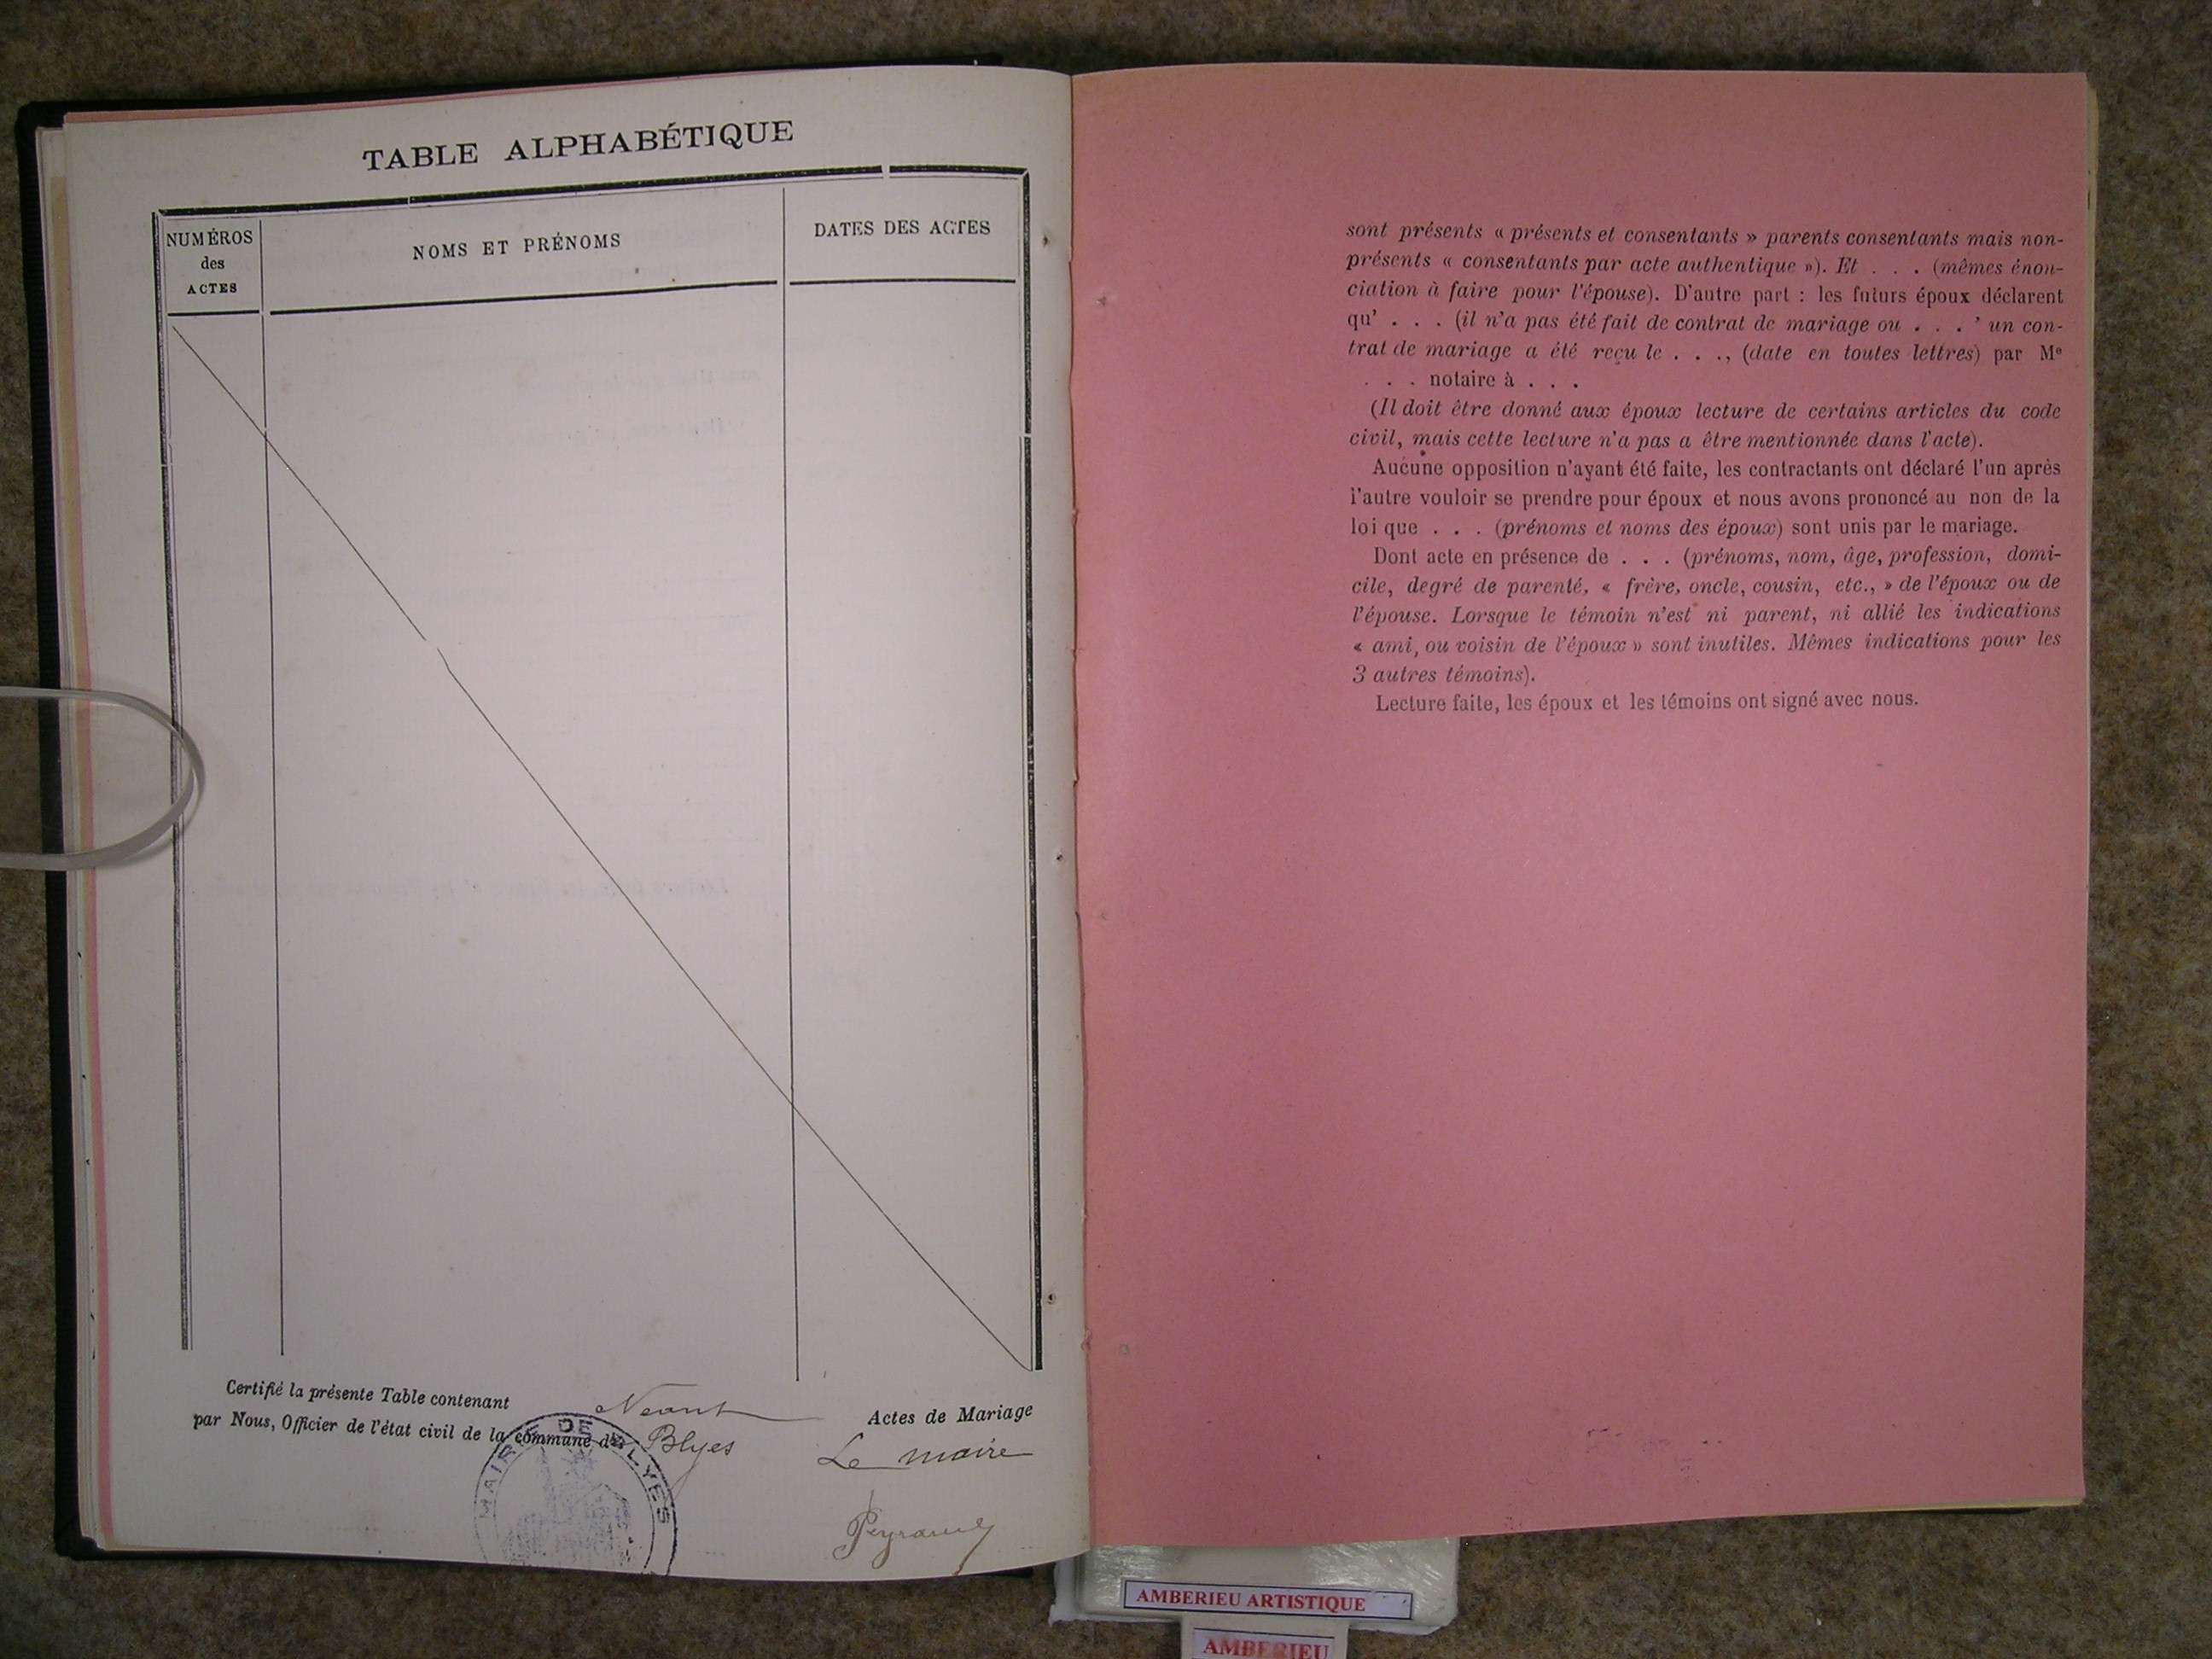 TABLE ALPHABÉTIQUE
NUMÉROS
des
ACTES
NOMS ET PRÉNOMS
DATES DES ACTES
Certifié la présente Table contenant Néant Actes de Mariage
par Nous, Officier de l'état civil de la commune de Blyes
Le maire
MAIRIE DE BLYES
sont présents « présents et consentants » parents consentants mais non-
présents « consentants par acte authentique »). Et . . . (mêmes énon-
ciation à faire pour l'épouse). D'autre part : les futurs époux déclarent
qu' . . . (il n'a pas été fait de contrat de mariage ou . . . ' un con-
trat de mariage a été reçu le . . ., (date en toutes lettres) par Me
. . . notaire à . . .
(Il doit être donné aux époux lecture de certains articles du code
civil, mais cette lecture n'a pas a être mentionnée dans l'acte).
Aucune opposition n'ayant été faite, les contractants ont déclaré l'un après
l'autre vouloir se prendre pour époux et nous avons prononcé au non de la
loi que . . . (prénoms et noms des époux) sont unis par le mariage.
Dont acte en présence de . . . (prénoms, nom, âge, profession, domi-
cile, degré de parenté, « frère, oncle, cousin, etc., » de l'époux ou de
l'épouse. Lorsque le témoin n'est ni parent, ni allié les indications
« ami, ou voisin de l'époux » sont inutiles. Mêmes indications pour les
3 autres témoins).
Lecture faite, les époux et les témoins ont signé avec nous.
AMBERIEU ARTISTIQUE
AMBERIEU